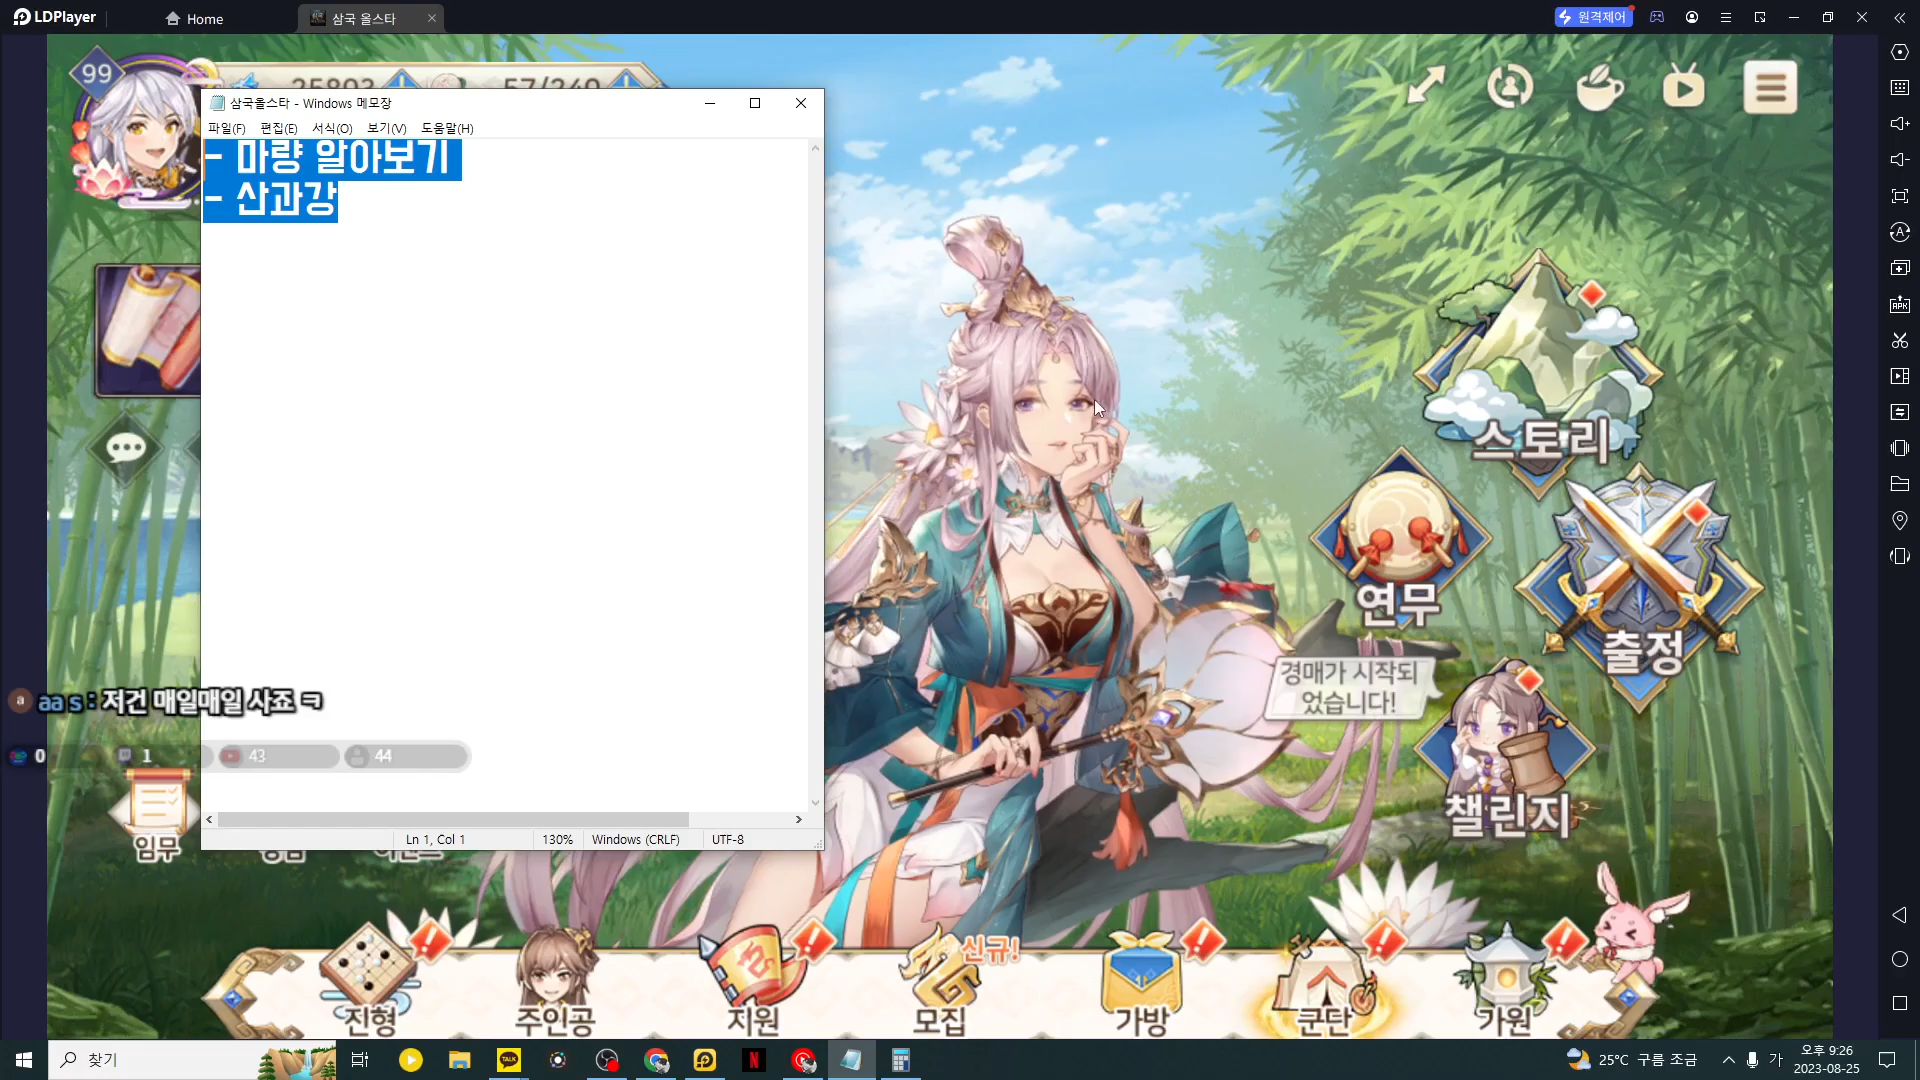 LDPlayer
Home
삼국 올스타
원격제어
99
25803
57/240
삼국올스타 - Windows 메모장
파일(F) 편집(E) 서식(O) 보기(V) 도움말(H)
- 마량 알아보기
- 산과강
스토리
연무
출정
경매가 시작되
었습니다!
챌린지
a aa s : 저건 매일매일 사죠 ㅋ
0 1 43 44
임무
Ln 1, Col 1 130% Windows (CRLF) UTF-8
신규!
진형 주인공 지원 모집 가방 군단 가원
찾기
TALK
25°C 구름 조금
가
오후 9:26
2023-08-25